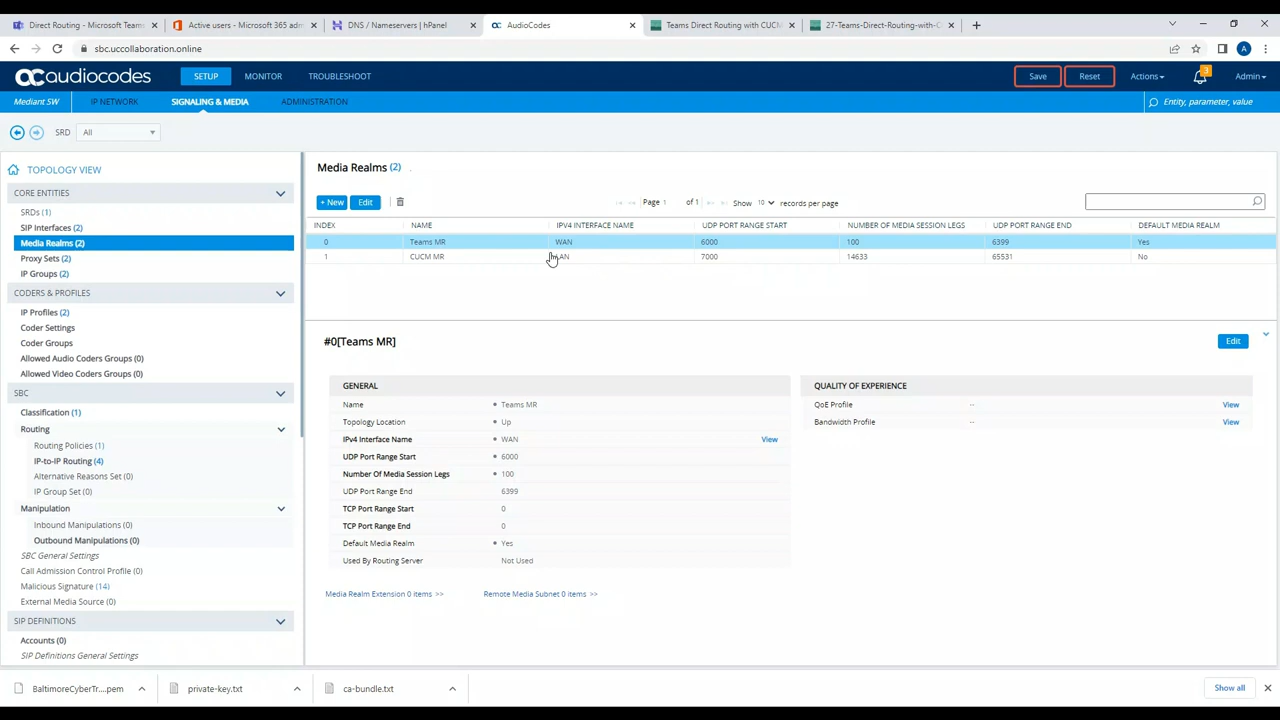 Direct Routing - Microsoft Teams
Active users - Microsoft 365 adm
DNS / Nameservers | hPanel
AudioCodes
Teams Direct Routing with CUCM
27-Teams-Direct-Routing-with-C
sbc.uccollaboration.online
A
audiocodes
SETUP
MONITOR
TROUBLESHOOT
Save
Reset
Actions
3
Admin
Mediant SW
IP NETWORK
SIGNALING & MEDIA
ADMINISTRATION
Entity, parameter, value
SRD
All
TOPOLOGY VIEW
CORE ENTITIES
SRDs (1)
SIP Interfaces (2)
Media Realms (2)
Proxy Sets (2)
IP Groups (2)
CODERS & PROFILES
IP Profiles (2)
Coder Settings
Coder Groups
Allowed Audio Coders Groups (0)
Allowed Video Coders Groups (0)
SBC
Classification (1)
Routing
Routing Policies (1)
IP-to-IP Routing (4)
Alternative Reasons Set (0)
IP Group Set (0)
Manipulation
Inbound Manipulations (0)
Outbound Manipulations (0)
SBC General Settings
Call Admission Control Profile (0)
Malicious Signature (14)
External Media Source (0)
SIP DEFINITIONS
Accounts (0)
SIP Definitions General Settings
Media Realms (2)
+ New
Edit
Page 1 of 1
Show 10 records per page
INDEX NAME IPV4 INTERFACE NAME UDP PORT RANGE START NUMBER OF MEDIA SESSION LEGS UDP PORT RANGE END DEFAULT MEDIA REALM
0 Teams MR WAN 6000 100 6399 Yes
1 CUCM MR LAN 7000 14633 65531 No
#0[Teams MR]
Edit
GENERAL
Name Teams MR
Topology Location Up
IPv4 Interface Name WAN View
UDP Port Range Start 6000
Number Of Media Session Legs 100
UDP Port Range End 6399
TCP Port Range Start 0
TCP Port Range End 0
Default Media Realm Yes
Used By Routing Server Not Used
QUALITY OF EXPERIENCE
QoE Profile -- View
Bandwidth Profile -- View
Media Realm Extension 0 items >>
Remote Media Subnet 0 items >>
BaltimoreCyberTr....pem
private-key.txt
ca-bundle.txt
Show all